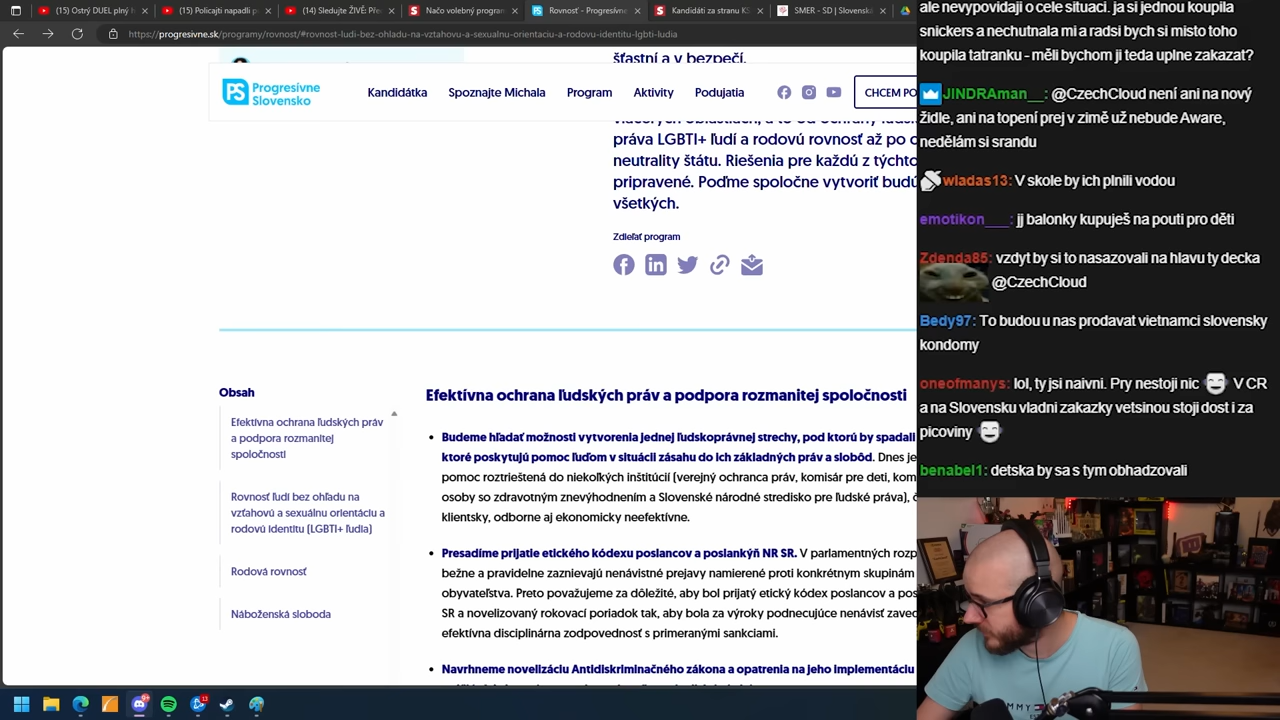 (15) Ostrý DUEL plný h
(15) Policajti napadli p
(14) Sledujte ŽIVĚ: Pře
Načo volebný program
Rovnosť - Progresívne
Kandidáti za stranu KS
SMER - SD | Slovenská
https://progresivne.sk/programy/rovnost/#rovnost-ludi-bez-ohladu-na-vztahovu-a-sexualnu-orientaciu-a-rodovu-identitu-lgbti-ludia
šťastná a v bezpečí.
Progresívne
Slovensko
Kandidátka
Spoznajte Michala
Program
Aktivity
Podujatia
CHCEM PO
práva LGBTI+ ľudí a rodovú rovnosť až po
neutrality štátu. Riešenia pre každú z týchto
pripravené. Poďme spoločne vytvoriť budú
všetkých.
Zdieľať program
Obsah
Efektívna ochrana ľudských práv
a podpora rozmanitej
spoločnosti
Rovnosť ľudí bez ohľadu na
vzťahovú a sexuálnu orientáciu a
rodovú identitu (LGBTI+ ľudia)
Rodová rovnosť
Náboženská sloboda
Efektívna ochrana ľudských práv a podpora rozmanitej spoločnosti
Budeme hľadať možnosti vytvorenia jednej ľudskoprávnej strechy, pod ktorú by spadali
ktoré poskytujú pomoc ľuďom v situácii zásahu do ich základných práv a slobôd. Dnes je
pomoc roztrieštená do niekoľkých inštitúcií (verejný ochranca práv, komisár pre deti, kom
osoby so zdravotným znevýhodnením a Slovenské národné stredisko pre ľudské práva), č
klientsky, odborne aj ekonomicky neefektívne.
Presadíme prijatie etického kódexu poslancov a poslankýň NR SR. V parlamentných rozp
bežne a pravidelne zaznievajú nenávistné prejavy namierené proti konkrétnym skupinám
obyvateľstva. Preto považujeme za dôležité, aby bol prijatý etický kódex poslancov a pos
SR a novelizovaný rokovací poriadok tak, aby bola za výroky podnecujúce nenávisť zaved
efektívna disciplinárna zodpovednosť s primeranými sankciami.
Navrhneme novelizáciu Antidiskriminačného zákona a opatrenia na jeho implementáciu
ale nevypovidaji o cele situaci. ja si jednou koupila
snickers a nechutnala mi a radsi bych si misto toho
koupila tatranku - měli bychom ji teda uplne zakazat?
JINDRAman__: @CzechCloud není ani na nový
židle, ani na topení prej v zimě už nebude Aware,
nedělám si srandu
wladas13: V skole by ich plnili vodou
emotikon___: jj balonky kupuješ na pouti pro děti
Zdenda85: vzdyt by si to nasazovali na hlavu ty decka
@CzechCloud
Bedy97: To budou u nas prodavat vietnamci slovensky
kondomy
oneofmanys: lol, ty jsi naivni. Pry nestoji nic V CR
a na Slovensku vladni zakazky vetsinou stoji dost i za
picoviny
benabel1: detska by sa s tym obhadzovali